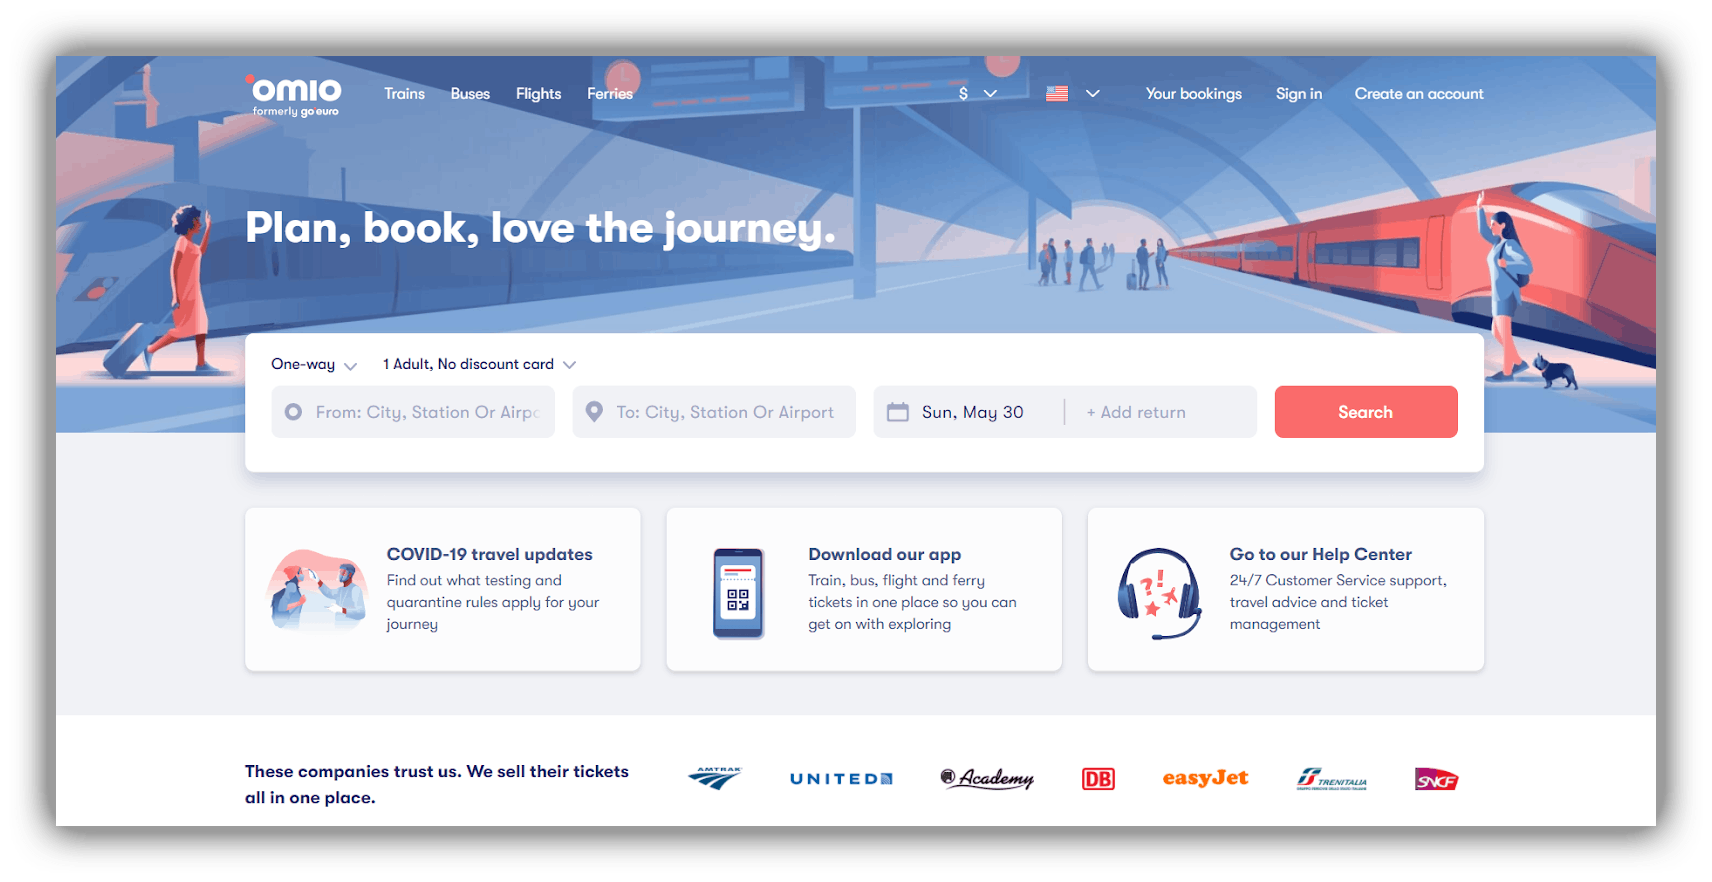 omio
formerly go euro
Trains Buses Flights Ferries
$
Your bookings Sign in Create an account
Plan, book, love the journey.
One-way 1 Adult, No discount card
From: City, Station Or Airpo
To: City, Station Or Airport
Sun, May 30 + Add return
Search
COVID-19 travel updates
Find out what testing and
quarantine rules apply for your
journey
Download our app
Train, bus, flight and ferry
tickets in one place so you can
get on with exploring
?!
Go to our Help Center
24/7 Customer Service support,
travel advice and ticket
management
These companies trust us. We sell their tickets
all in one place.
AMTRAK
UNITED
Academy
DB
easyJet
TRENITALIA
SNCF